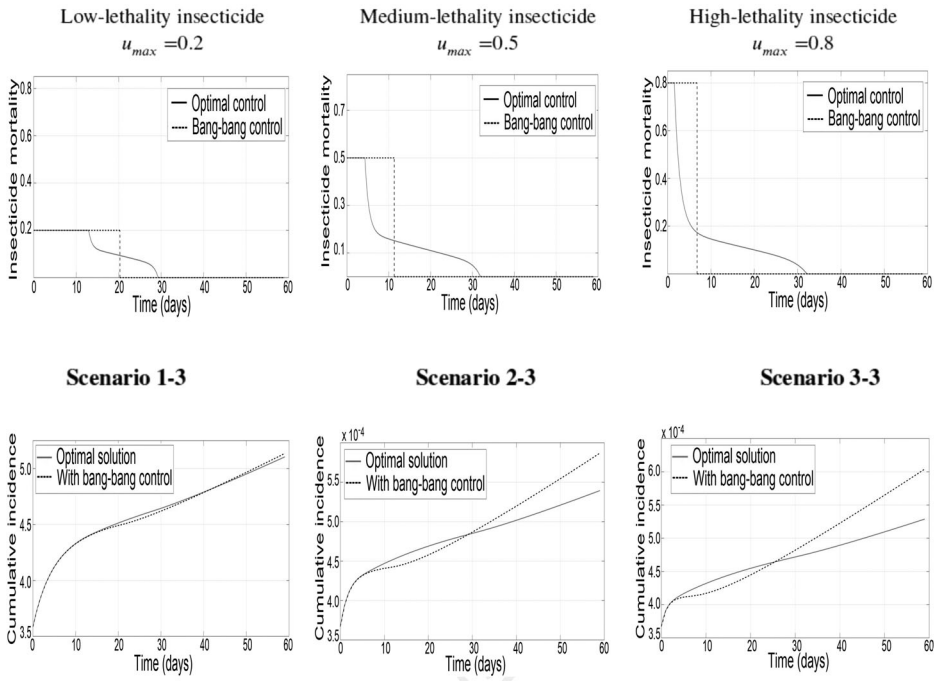 Low-lethality insecticide
u_max =0.2
Medium-lethality insecticide
u_max =0.5
High-lethality insecticide
u_max =0.8
Insecticide mortality
0.8
0.6
0.4
0.2
Optimal control
Bang-bang control
0 10 20 30 40 50 60
Time (days)
Insecticide mortality
0.7
0.5
0.3
0.1
Optimal control
Bang-bang control
0 10 20 30 40 50 60
Time (days)
Insecticide mortality
0.8
0.6
0.4
0.2
Optimal control
Bang-bang control
0 10 20 30 40 50 60
Time (days)
Scenario 1-3
Scenario 2-3
Scenario 3-3
Cumulative incidence
5.0
4.5
4.0
3.5
Optimal solution
With bang-bang control
0 10 20 30 40 50 60
Time (days)
Cumulative incidence
x 10⁻⁴
5.5
5.0
4.5
4.0
3.5
Optimal solution
With bang-bang control
0 10 20 30 40 50 60
Time (days)
Cumulative incidence
x 10⁻⁴
6.0
5.5
5.0
4.5
4.0
3.5
Optimal solution
With bang-bang control
0 10 20 30 40 50 60
Time (days)